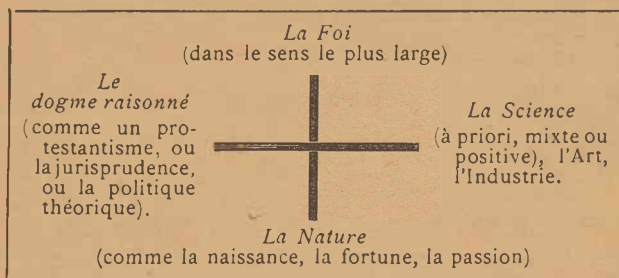 La Foi
(dans le sens le plus large)
Le
dogme raisonné
(comme un pro-
testantisme, ou
la jurisprudence,
ou la politique
théorique).
La Science
(à priori, mixte ou
positive), l'Art,
l'Industrie.
La Nature
(comme la naissance, la fortune, la passion)